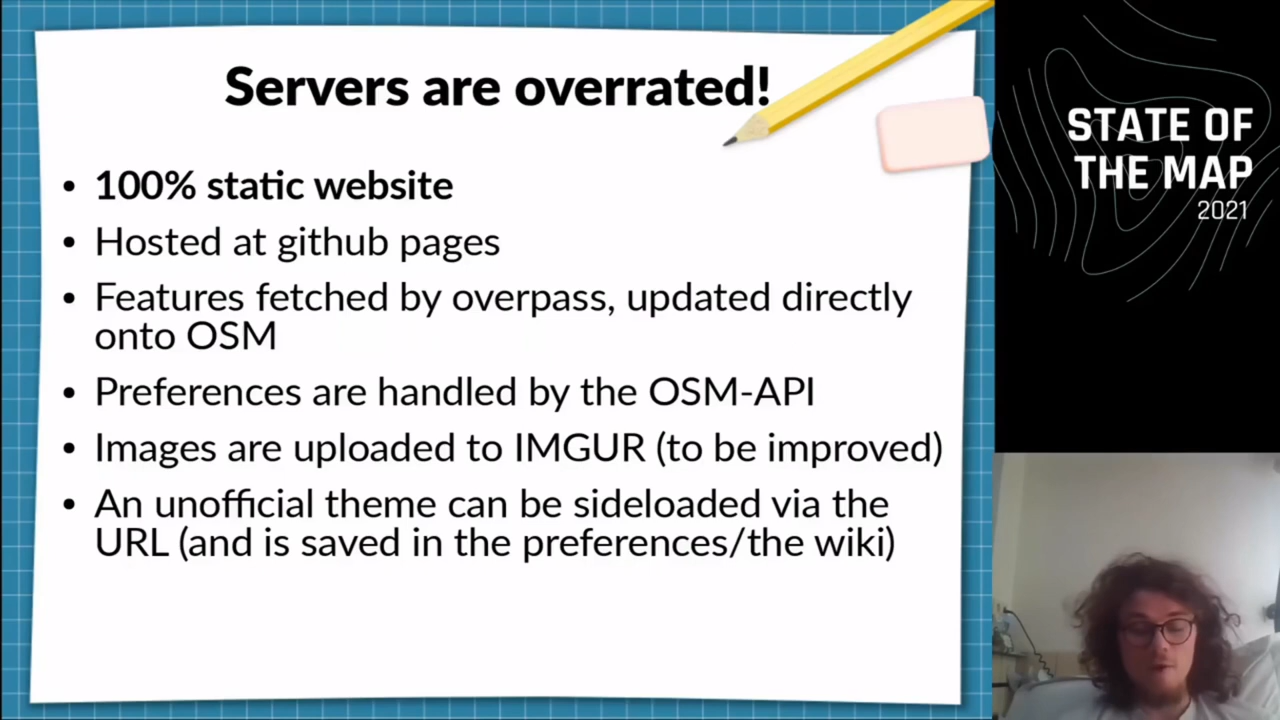 Servers are overrated!
• 100% static website
• Hosted at github pages
• Features fetched by overpass, updated directly
onto OSM
• Preferences are handled by the OSM-API
• Images are uploaded to IMGUR (to be improved)
• An unofficial theme can be sideloaded via the
URL (and is saved in the preferences/the wiki)
STATE OF
THE MAP
2021